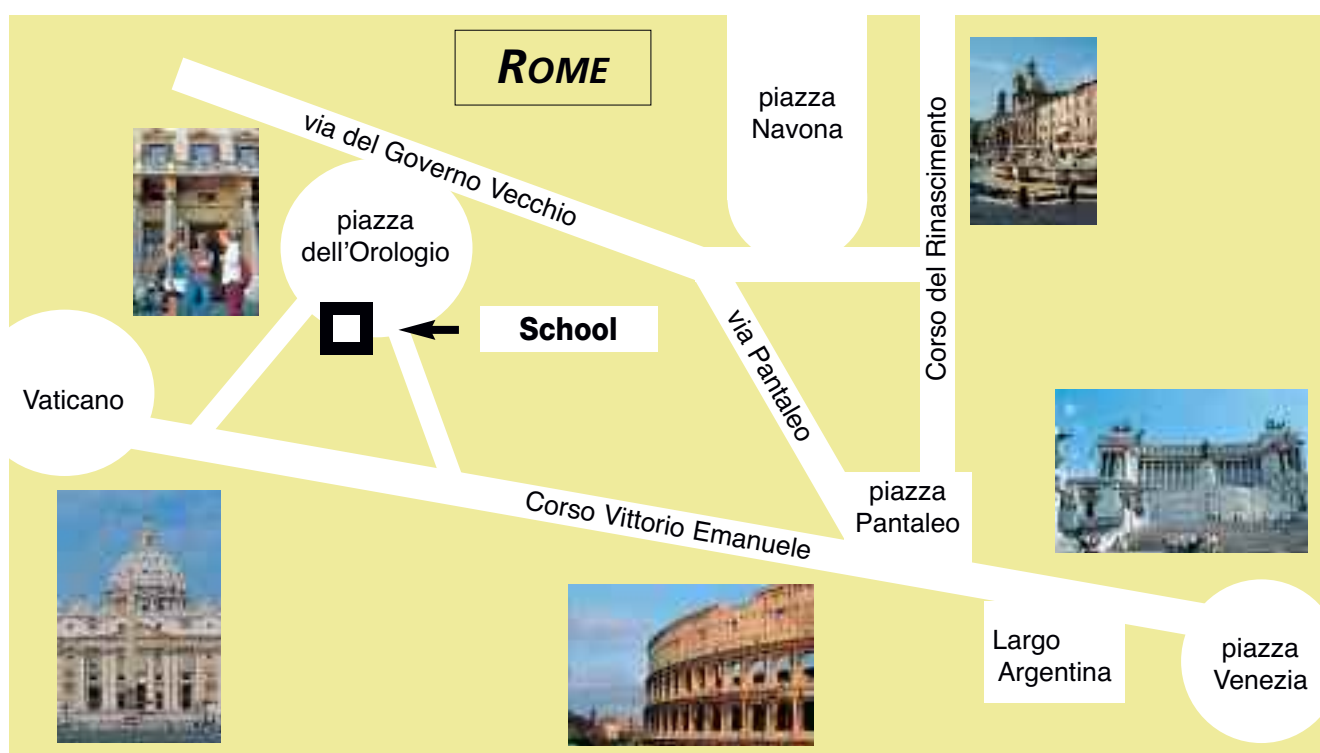 ROME
piazza
Navona
Corso del Rinascimento
via del Governo Vecchio
piazza
dell'Orologio
School
via Pantaleo
Vaticano
piazza
Pantaleo
Corso Vittorio Emanuele
Largo
Argentina
piazza
Venezia